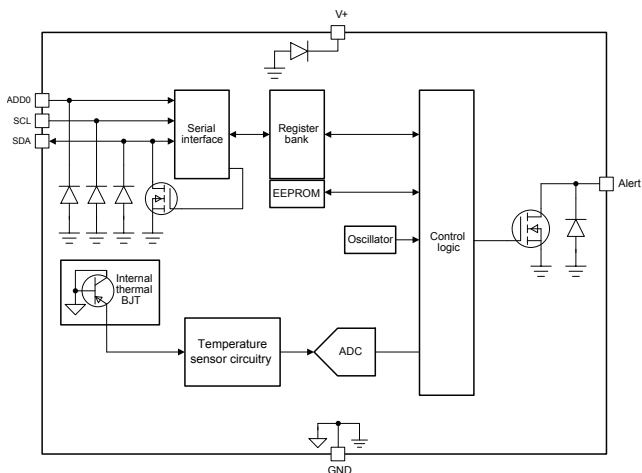 V+
ADD0
SCL
SDA
Serial
interface
Register
bank
EEPROM
Oscillator
Control
logic
Alert
Internal
thermal
BJT
Temperature
sensor circuitry
ADC
GND